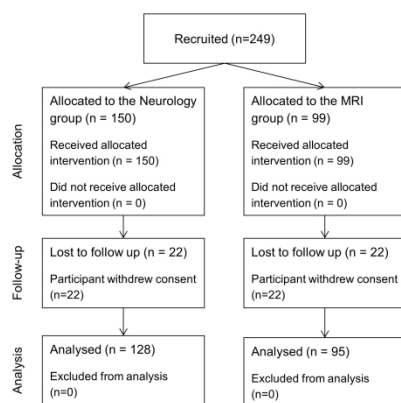 Recruited (n=249)
Allocation
Allocated to the Neurology
group (n = 150)
Received allocated
intervention (n = 150)
Did not receive allocated
intervention (n = 0)
Allocated to the MRI
group (n = 99)
Received allocated
intervention (n = 99)
Did not receive allocated
intervention (n = 0)
Follow-up
Lost to follow up (n = 22)
Participant withdrew consent
(n=22)
Lost to follow up (n = 22)
Participant withdrew consent
(n=22)
Analysis
Analysed (n = 128)
Excluded from analysis
(n=0)
Analysed (n = 95)
Excluded from analysis
(n=0)